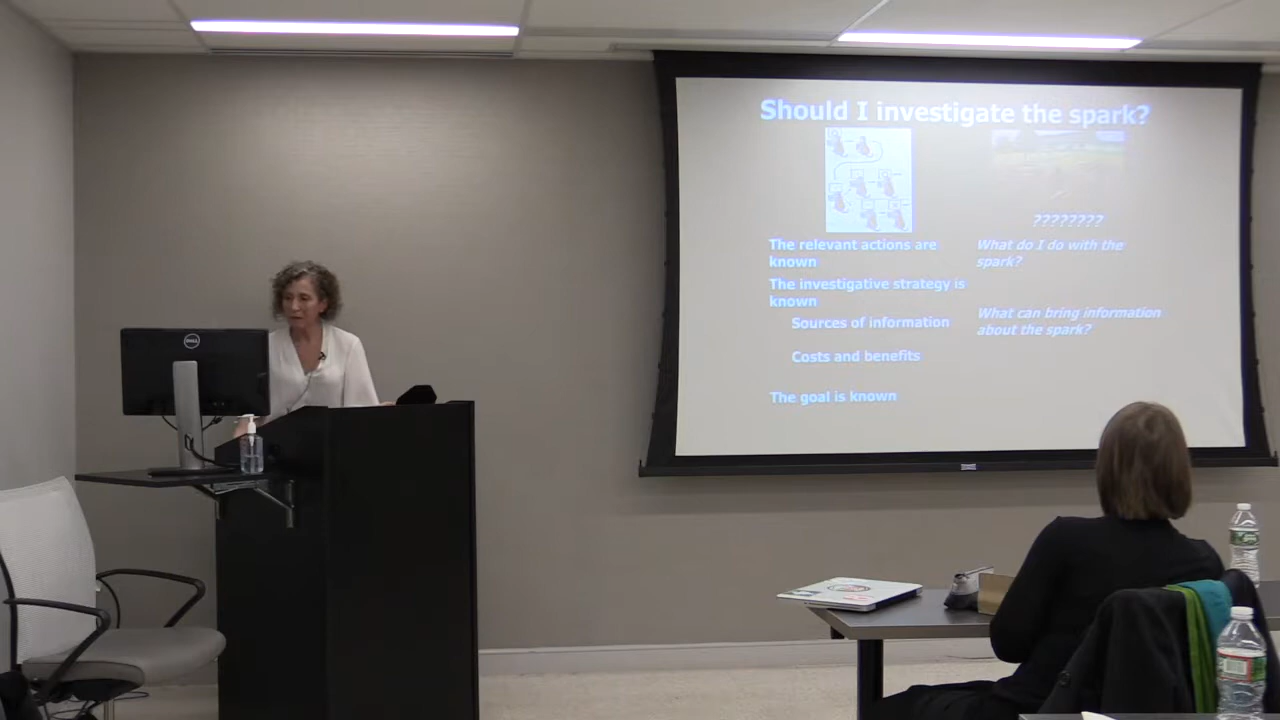 Should I investigate the spark?
????????
The relevant actions are
known
What do I do with the
spark?
The investigative strategy is
known
Sources of information
What can bring information
about the spark?
Costs and benefits
The goal is known
DELL